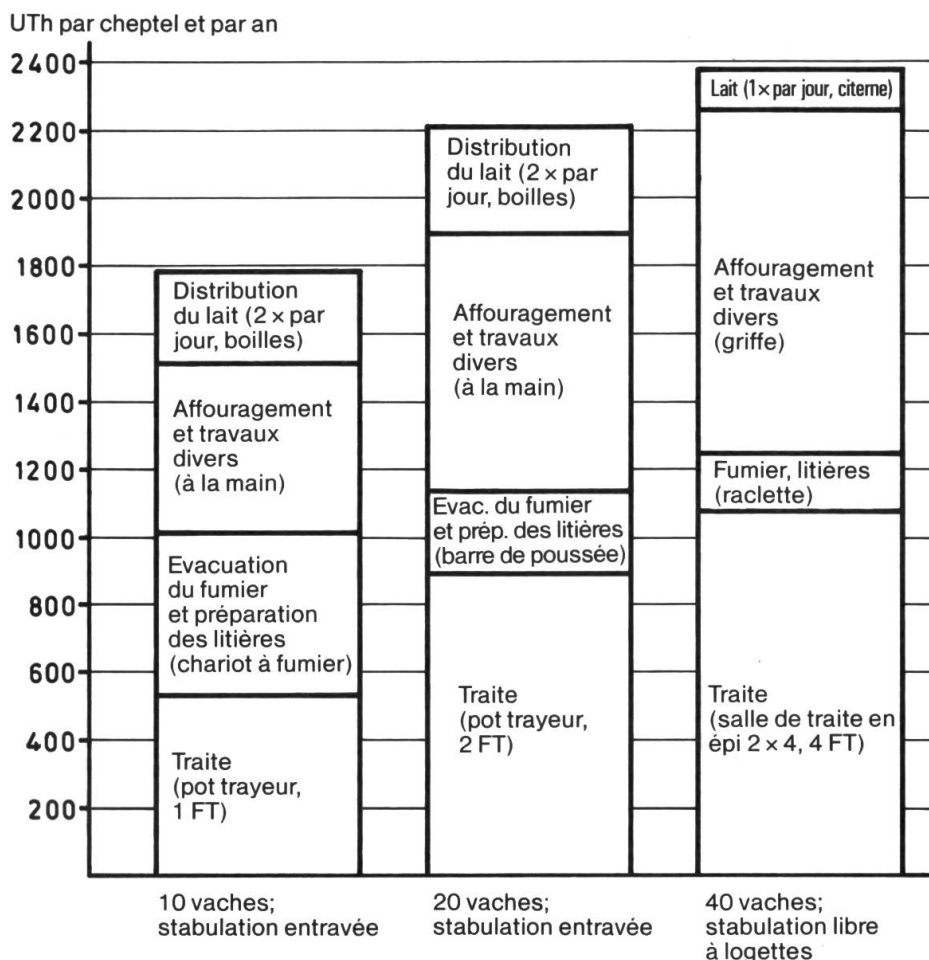 UTh par cheptel et par an
2400
2200
2000
1800
1600
1400
1200
1000
800
600
400
200
Distribution
du lait (2 × par
jour, boilles)
Affouragement
et travaux
divers
(à la main)
Evacuation
du fumier
et préparation
des litières
(chariot à fumier)
Traite
(pot trayeur,
1 FT)
10 vaches;
stabulation entravée
Distribution
du lait (2 × par
jour, boilles)
Affouragement
et travaux
divers
(à la main)
Evac. du fumier
et prép. des litières
(barre de poussée)
Traite
(pot trayeur,
2 FT)
20 vaches;
stabulation entravée
Lait (1× par jour, citerne)
Affouragement
et travaux
divers
(griffe)
Fumier, litières
(raclette)
Traite
(salle de traite en
épi 2 × 4, 4 FT)
40 vaches;
stabulation libre
à logettes